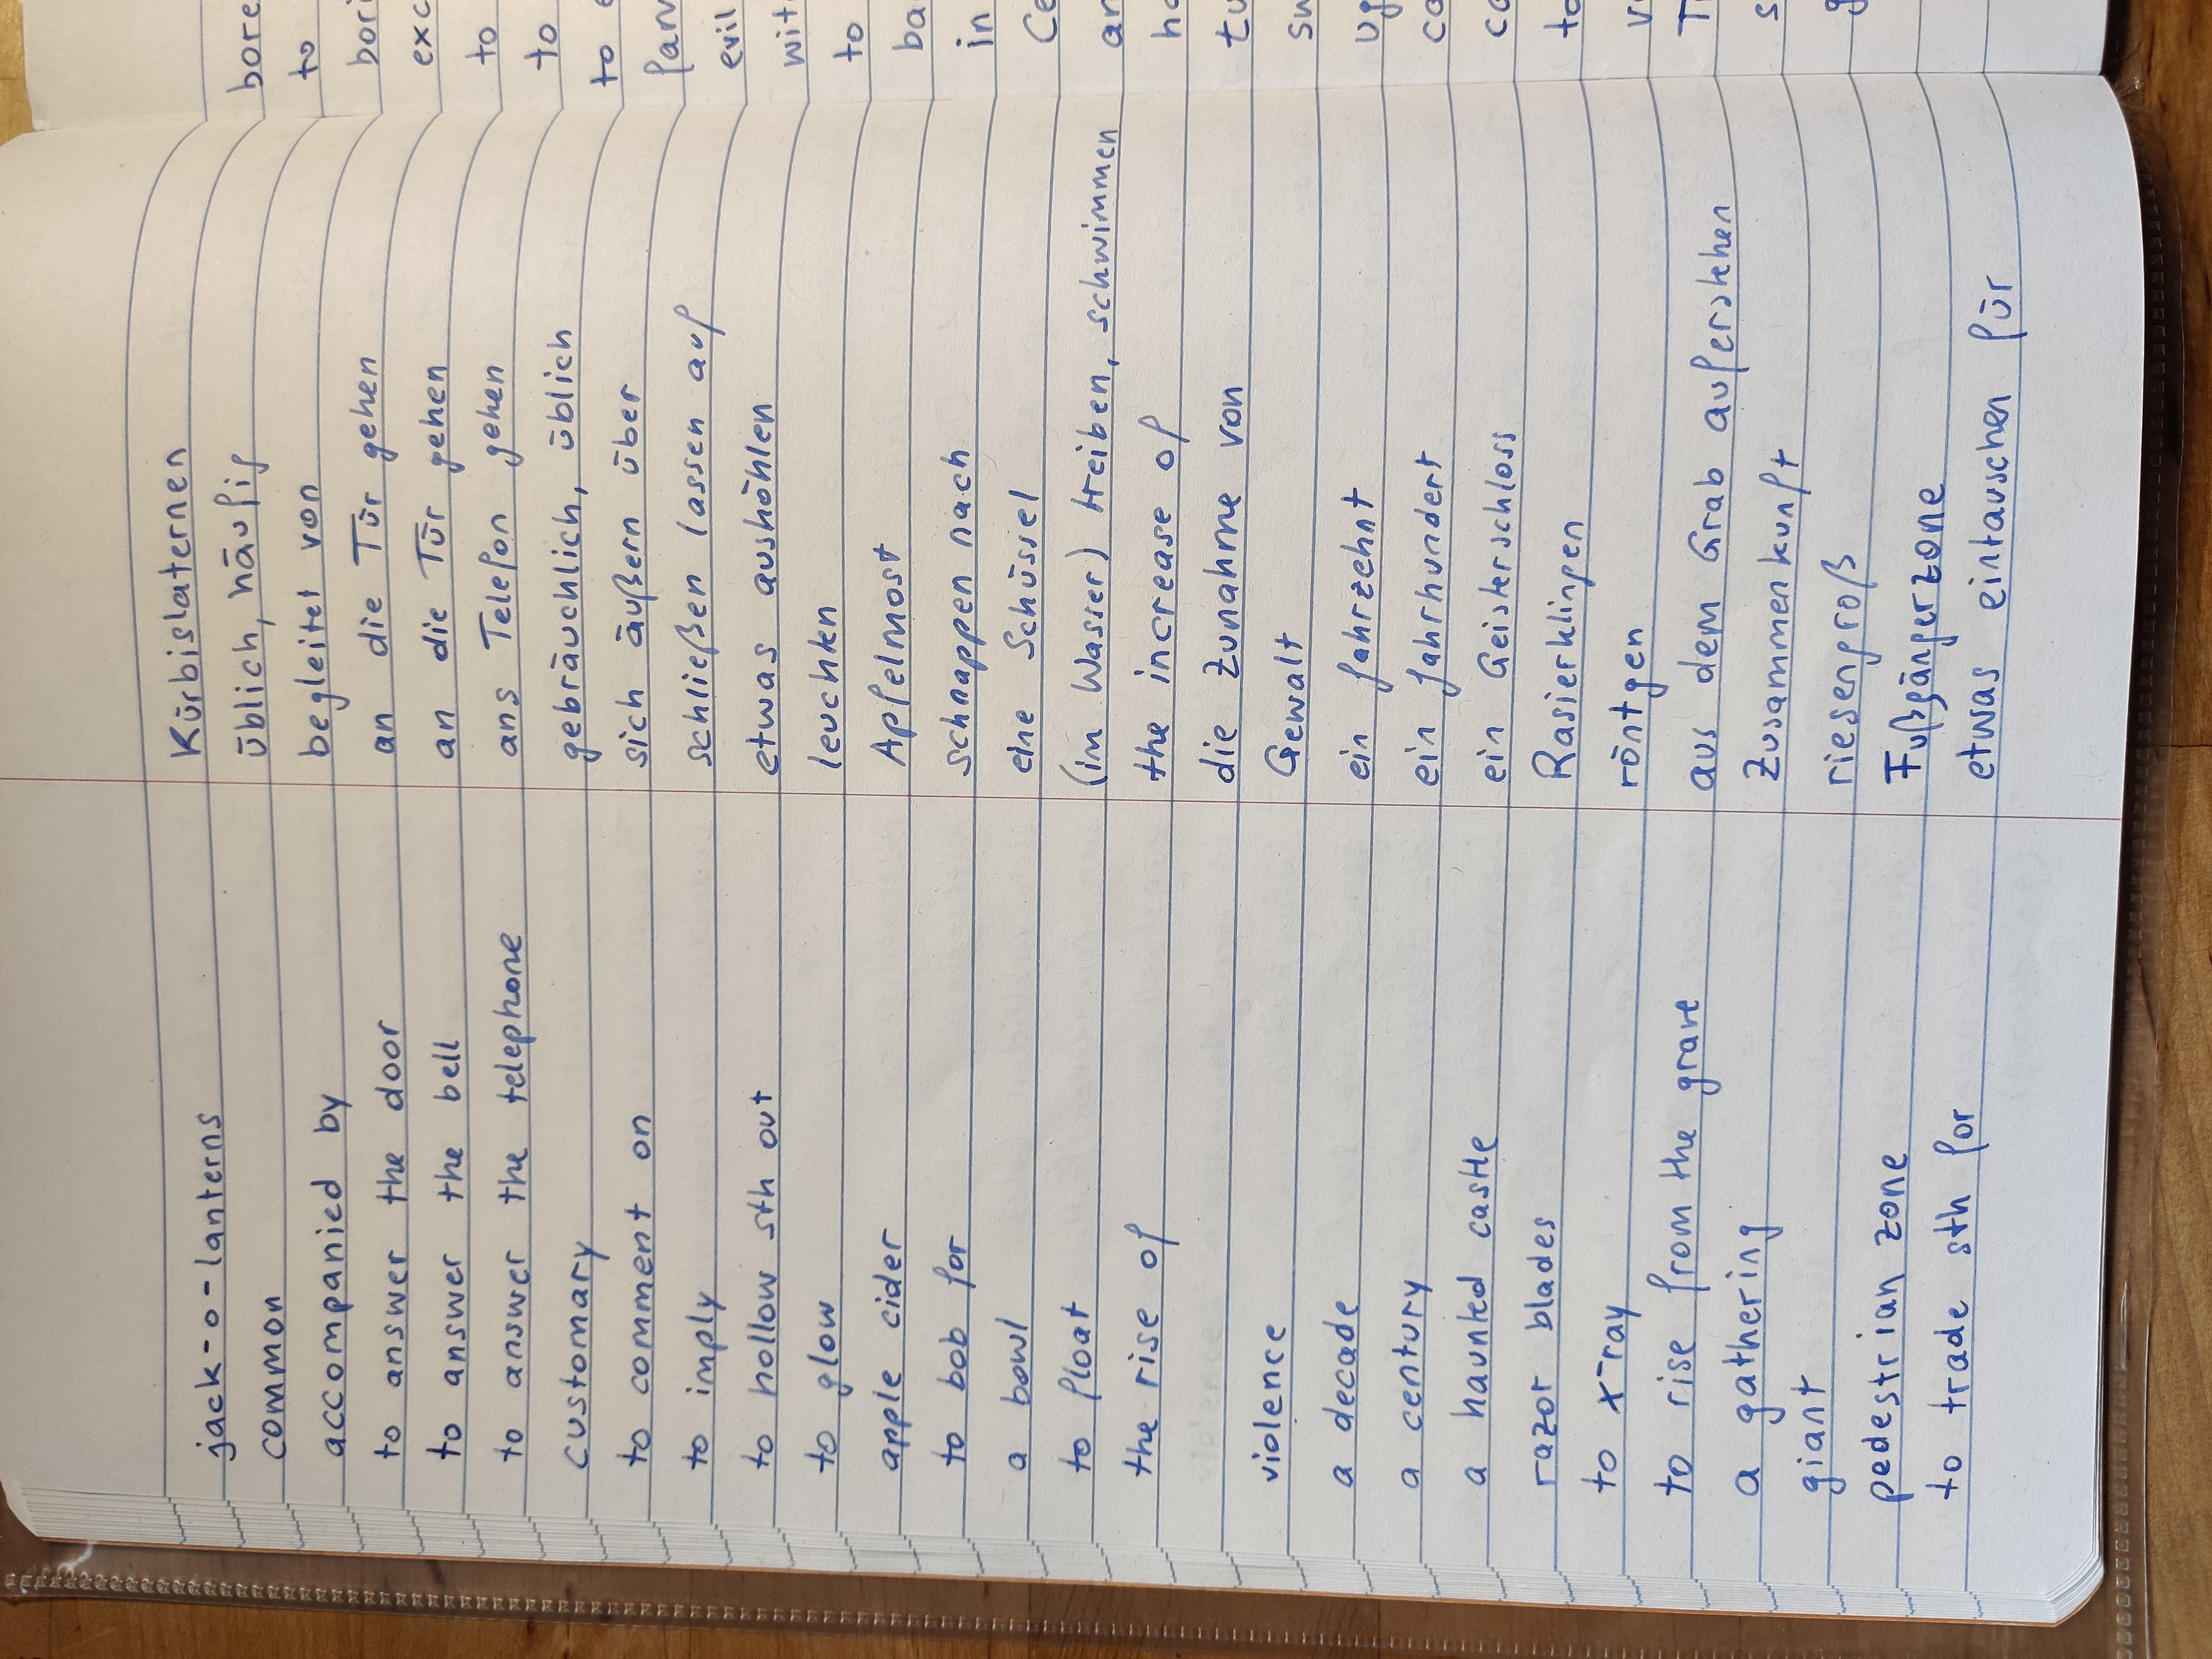 jack-o-lanterns Kürbislaternen
common üblich, häufig
accompanied by begleitet von
to answer the door an die Tür gehen
to answer the bell an die Tür gehen
to answer the telephone ans Telefon gehen
customary gebräuchlich, üblich
to comment on sich äußern über
to imply schließen lassen auf
to hollow sth out etwas aushöhlen
to glow leuchten
apple cider Apfelmost
to bob for schnappen nach
a bowl eine Schüssel
to float (im Wasser) treiben, schwimmen
the rise of the increase of
die Zunahme von
violence Gewalt
a decade ein Jahrzehnt
a century ein Jahrhundert
a haunted castle ein Geisterschloss
razor blades Rasierklingen
to x-ray röntgen
to rise from the grave aus dem Grab auferstehen
a gathering Zusammenkunft
giant riesengroß
pedestrian zone Fußgängerzone
to trade sth for etwas eintauschen für
bore
to
bori
exc
to
to
to e
evil
wit
to
ba
in
Ce
an
ho
tu
sw
ug
co
co
to
v
T
s
g